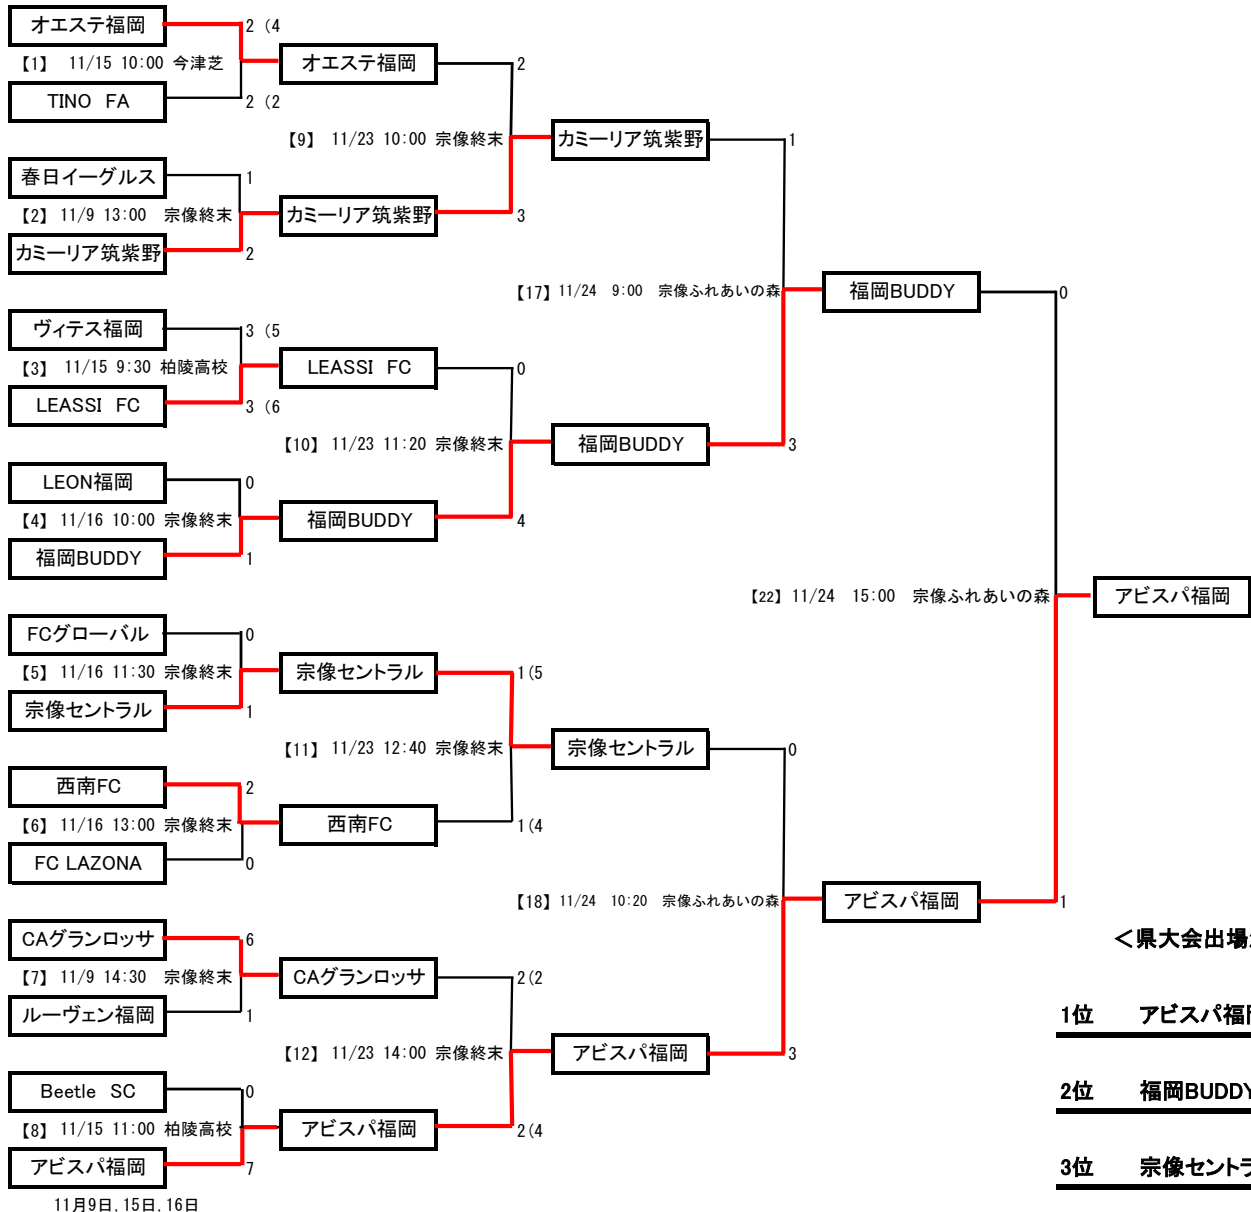 オエステ福岡
2 (4
【1】 11/15 10:00 今津芝
TINO FA
2 (2
オエステ福岡
2
【9】 11/23 10:00 宗像終末
春日イーグルス
1
【2】 11/9 13:00 宗像終末
カミーリア筑紫野
2
カミーリア筑紫野
3
カミーリア筑紫野
1
【17】 11/24 9:00 宗像ふれあいの森
ヴィテス福岡
3 (5
【3】 11/15 9:30 柏陵高校
LEASSI FC
3 (6
LEASSI FC
0
【10】 11/23 11:20 宗像終末
LEON福岡
0
【4】 11/16 10:00 宗像終末
福岡BUDDY
1
福岡BUDDY
4
福岡BUDDY
3
福岡BUDDY
0
【22】 11/24 15:00 宗像ふれあいの森
アビスパ福岡
FCグローバル
0
【5】 11/16 11:30 宗像終末
宗像セントラル
1
宗像セントラル
1 (5
【11】 11/23 12:40 宗像終末
西南FC
2
【6】 11/16 13:00 宗像終末
FC LAZONA
0
西南FC
1 (4
宗像セントラル
0
【18】 11/24 10:20 宗像ふれあいの森
アビスパ福岡
1
CAグランロッサ
6
【7】 11/9 14:30 宗像終末
ルーヴェン福岡
1
CAグランロッサ
2 (2
【12】 11/23 14:00 宗像終末
アビスパ福岡
3
Beetle SC
0
【8】 11/15 11:00 柏陵高校
アビスパ福岡
7
アビスパ福岡
2 (4
11月9日, 15日, 16日
＜県大会出場
1位 アビスパ福
2位 福岡BUDDY
3位 宗像セントラ